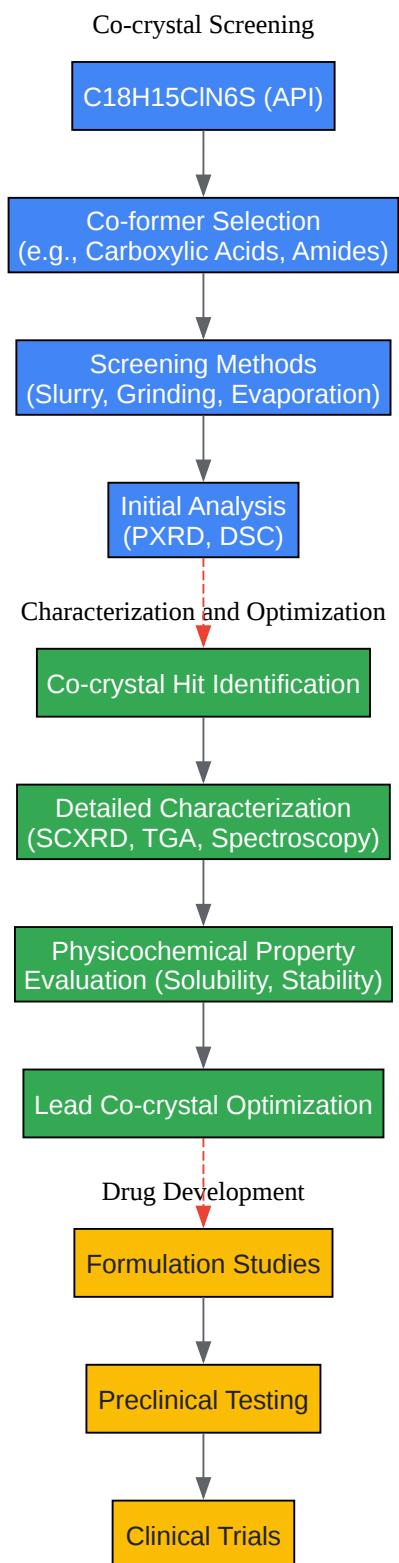 Co-crystal Screening
C18H15ClN6S (API)
Co-former Selection
(e.g., Carboxylic Acids, Amides)
Screening Methods
(Slurry, Grinding, Evaporation)
Initial Analysis
(PXRD, DSC)
Characterization and Optimization
Co-crystal Hit Identification
Detailed Characterization
(SCXRD, TGA, Spectroscopy)
Physicochemical Property
Evaluation (Solubility, Stability)
Lead Co-crystal Optimization
Drug Development
Formulation Studies
Preclinical Testing
Clinical Trials